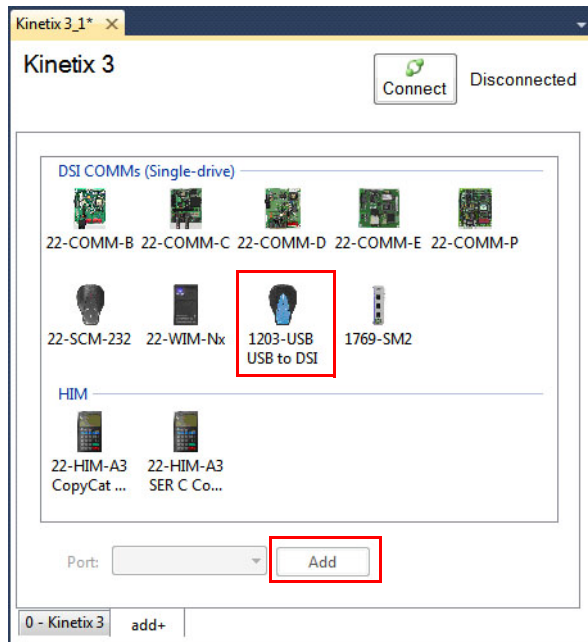 Kinetix 3_1*
Kinetix 3
Connect
Disconnected
DSI COMMs (Single-drive)
22-COMM-B 22-COMM-C 22-COMM-D 22-COMM-E 22-COMM-P
22-SCM-232 22-WIM-Nx 1203-USB 1769-SM2
USB to DSI
HIM
22-HIM-A3 22-HIM-A3
CopyCat ... SER C Co...
Port:
Add
0 - Kinetix 3 add+